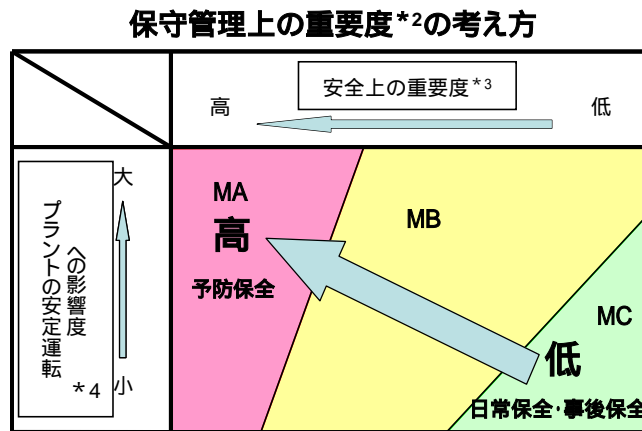 保守管理上の重要度*2の考え方
安全上の重要度*3
高
低
プラントの安定運転
への影響度
*4
大
小
MA
高
予防保全
MB
MC
低
日常保全・事後保全